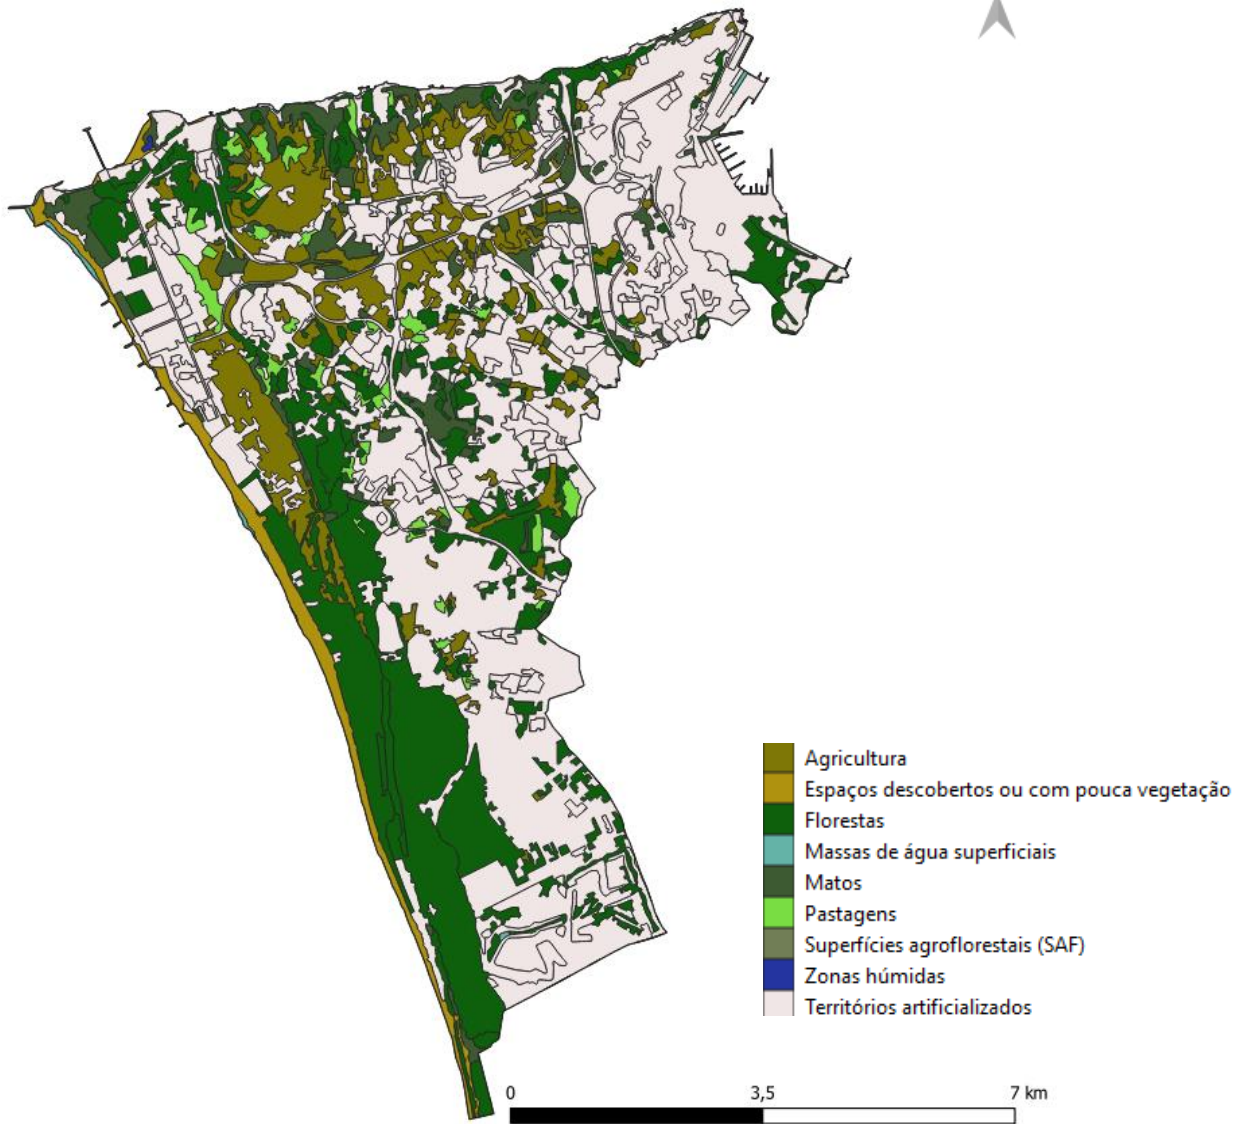 Agricultura
Espaços descobertos ou com pouca vegetação
Florestas
Massas de água superficiais
Matos
Pastagens
Superfícies agroflorestais (SAF)
Zonas húmidas
Territórios artificializados
0 3,5 7 km